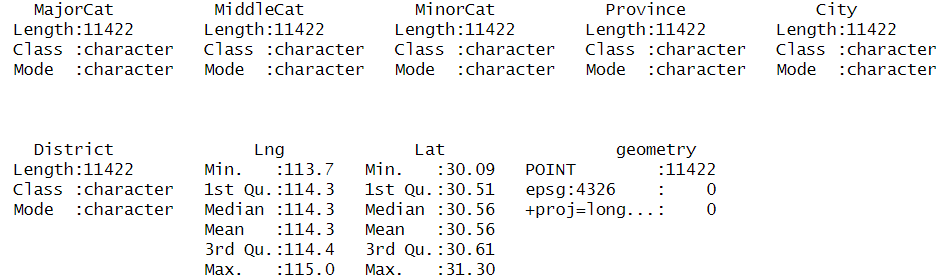 MajorCat MiddleCat MinorCat Province City
Length:11422 Length:11422 Length:11422 Length:11422 Length:11422
Class :character Class :character Class :character Class :character Class :character
Mode :character Mode :character Mode :character Mode :character Mode :character
District Lng Lat geometry
Length:11422 Min. :113.7 Min. :30.09 POINT :11422
Class :character 1st Qu.:114.3 1st Qu.:30.51 epsg:4326 : 0
Mode :character Median :114.3 Median :30.56 +proj=long...: 0
Mean :114.3 Mean :30.56
3rd Qu.:114.4 3rd Qu.:30.61
Max. :115.0 Max. :31.30